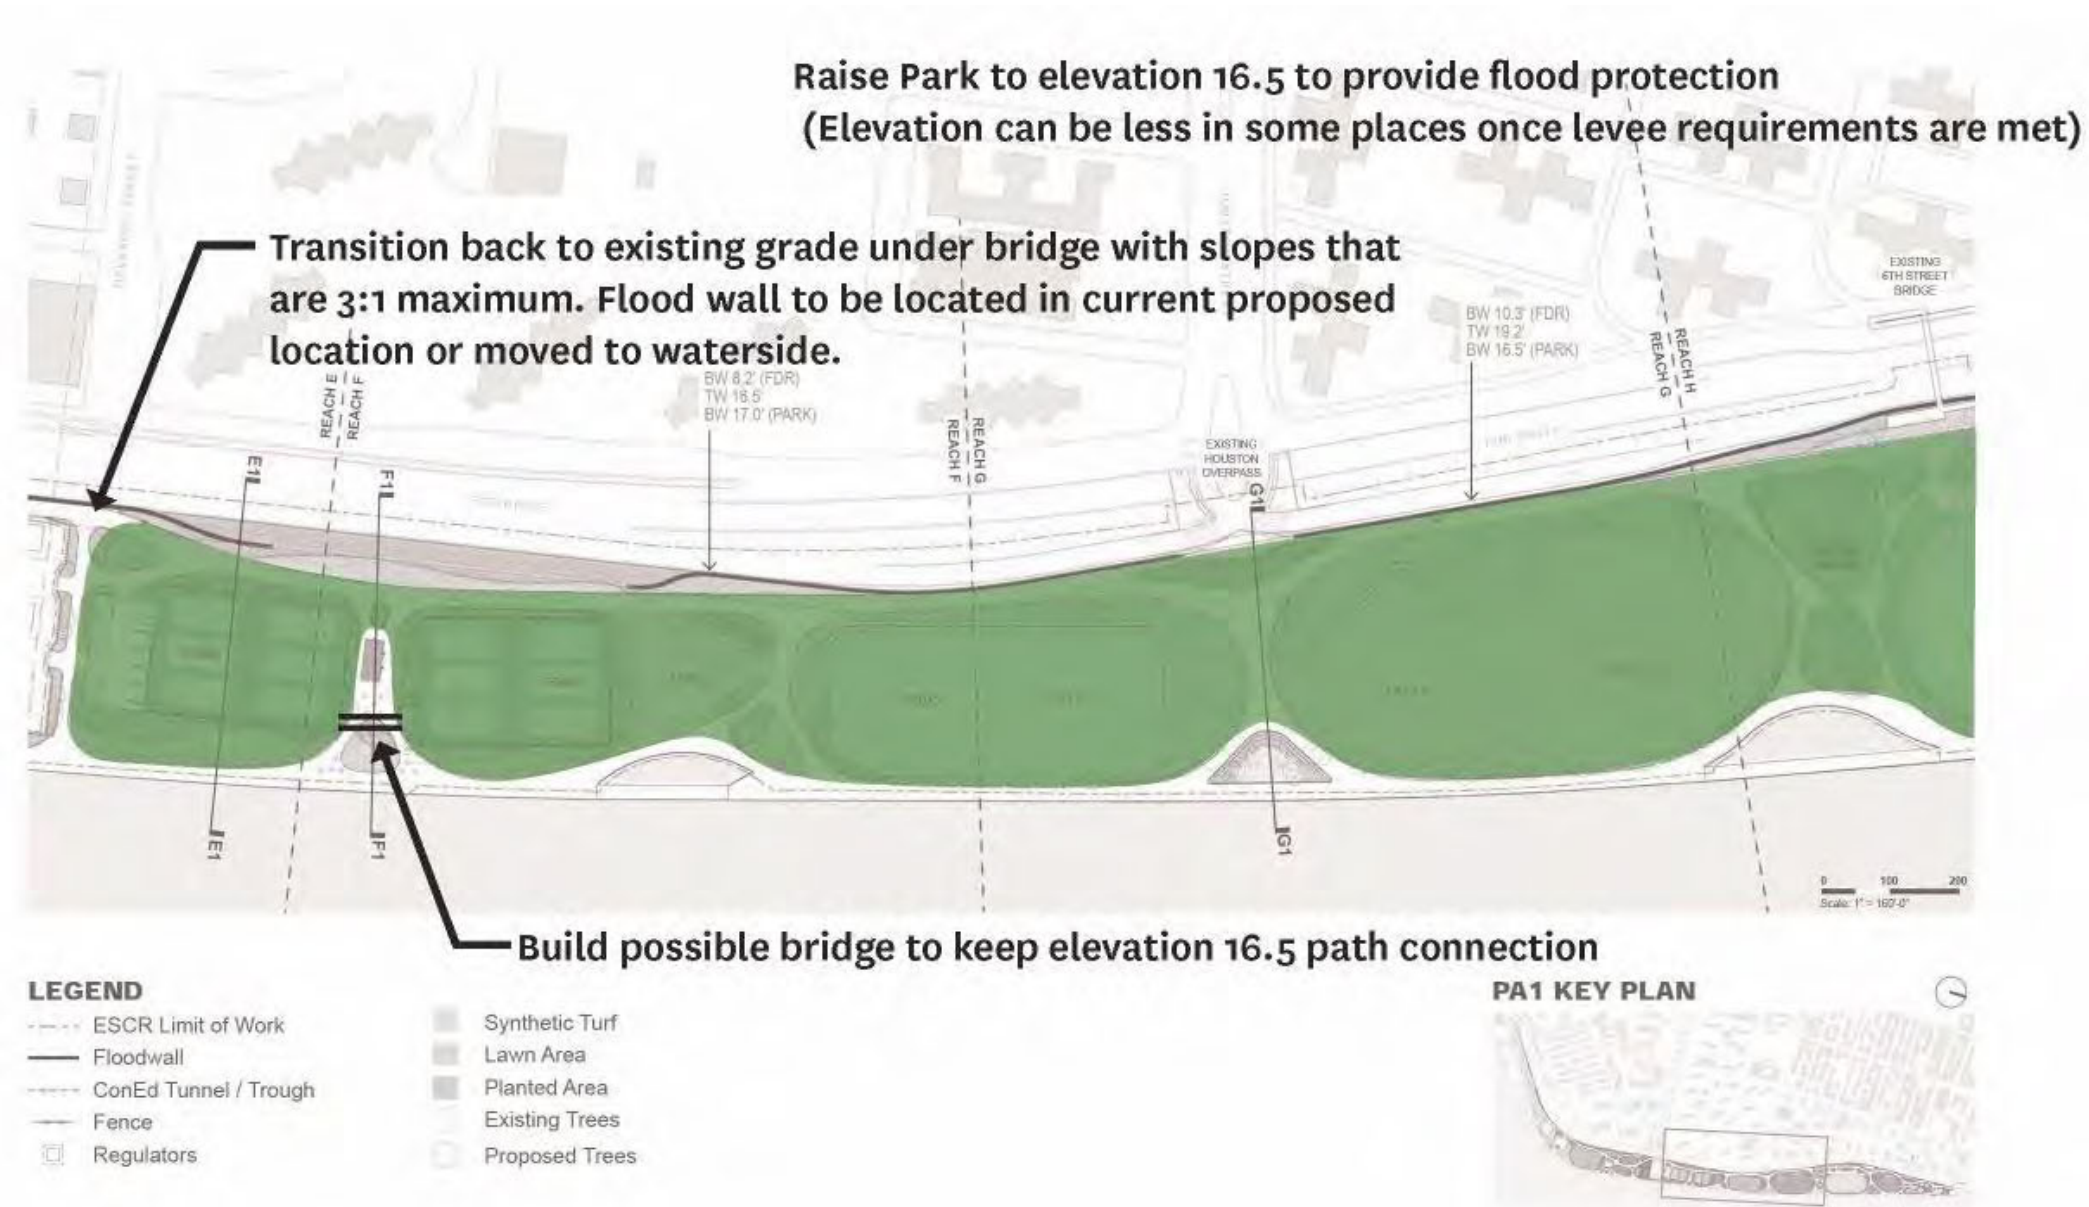 Raise Park to elevation 16.5 to provide flood protection
(Elevation can be less in some places once levee requirements are met)
Transition back to existing grade under bridge with slopes that
are 3:1 maximum. Flood wall to be located in current proposed
location or moved to waterside.
EXISTING
6TH STREET
BRIDGE
BW 10.3' (FDR)
TW 19.2'
BW 16.5' (PARK)
REACH H
REACH G
REACH E
REACH F
BW 8.2' (FDR)
TW 16.5'
BW 17.0' (PARK)
REACH G
REACH F
EXISTING
HOUSTON
OVERPASS
E1
F1
G1
E1
F1
G1
0 100 200
Scale: 1" = 160'-0"
Build possible bridge to keep elevation 16.5 path connection
LEGEND
ESCR Limit of Work
Floodwall
ConEd Tunnel / Trough
Fence
Regulators
Synthetic Turf
Lawn Area
Planted Area
Existing Trees
Proposed Trees
PA1 KEY PLAN